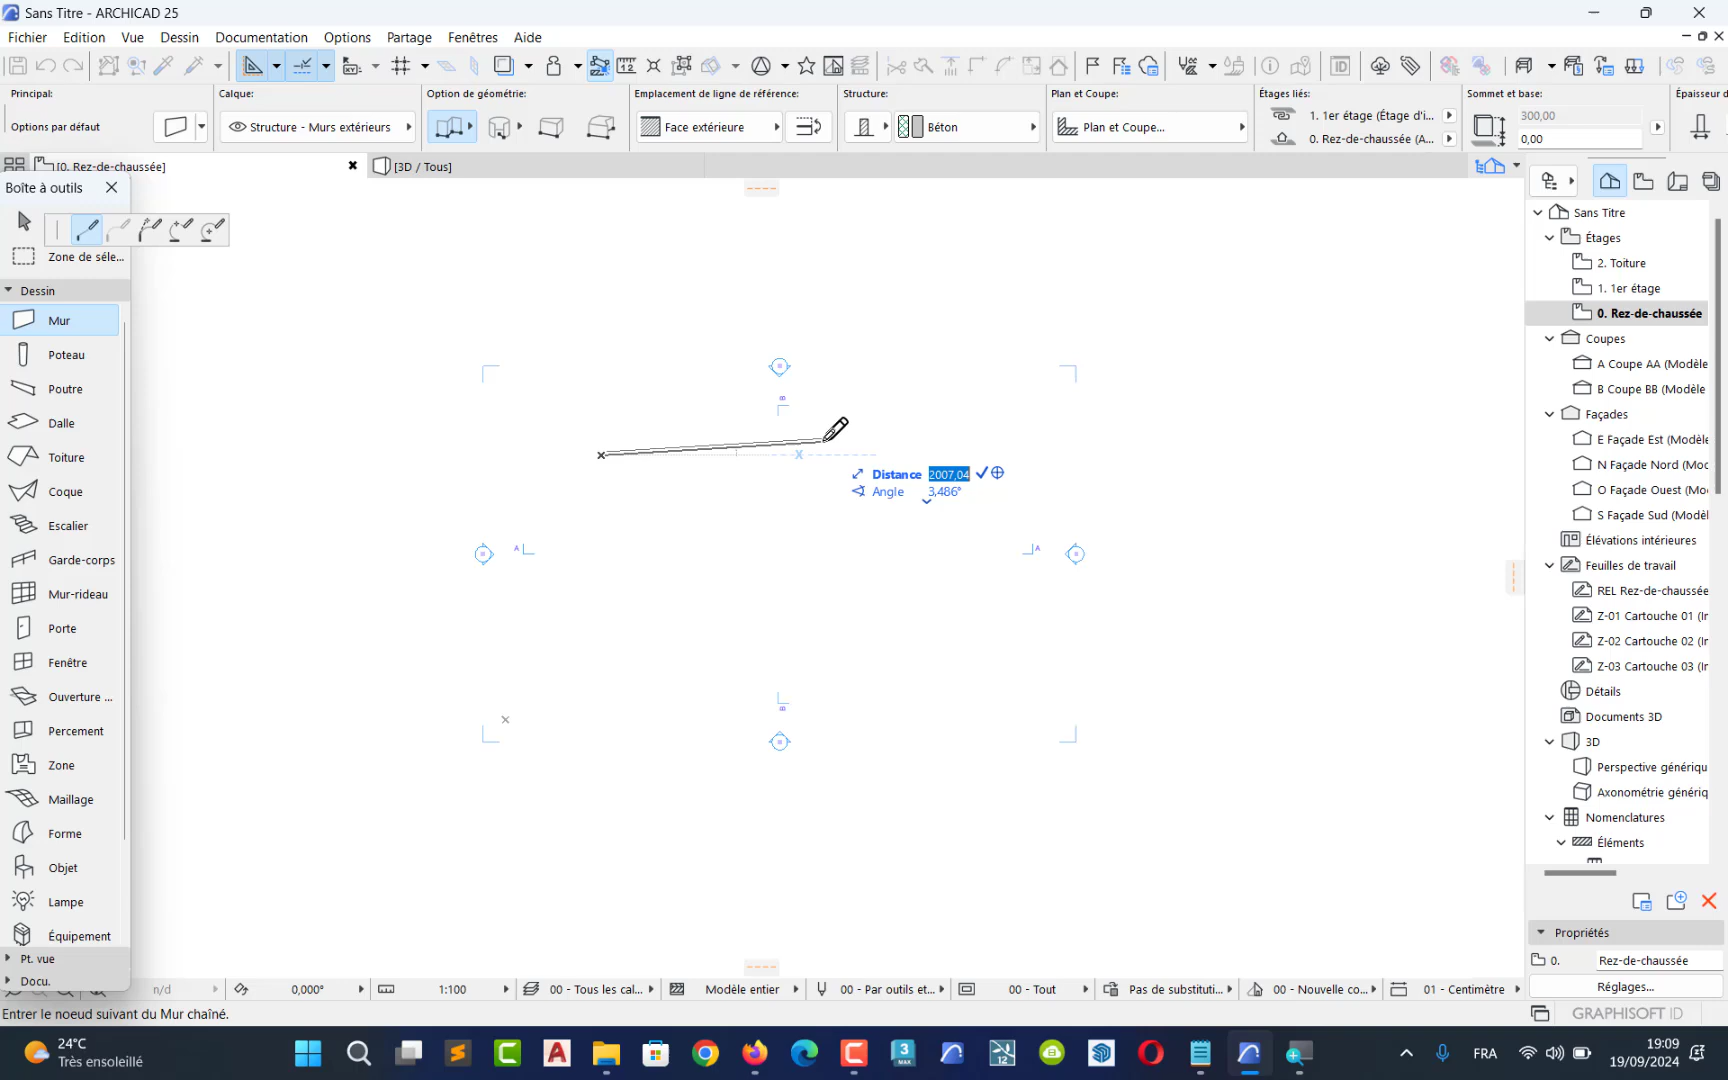 Sans Titre - ARCHICAD 25
Fichier Edition Vue Dessin Documentation Options Partage Fenêtres Aide
Principal: Calque: Option de géométrie: Emplacement de ligne de référence: Structure: Plan et Coupe: Étages liés: Sommet et base: Épaisseur d
Options par défaut Structure - Murs extérieurs Face extérieure Béton Plan et Coupe... 1. 1er étage (Étage d'i... 300,00
0. Rez-de-chaussée (A... 0,00
[0. Rez-de-chaussée] [3D / Tous]
Boîte à outils
Zone de séle...
Dessin
Mur
Poteau
Poutre
Dalle
Toiture
Coque
Escalier
Garde-corps
Mur-rideau
Porte
Fenêtre
Ouverture ...
Percement
Zone
Maillage
Forme
Objet
Lampe
Équipement
Pt. vue
Docu.
B
Distance 2007,04
Angle 3,486°
A A
B
Sans Titre
Étages
2. Toiture
1. 1er étage
0. Rez-de-chaussée
Coupes
A Coupe AA (Modèle
B Coupe BB (Modèle
Façades
E Façade Est (Modèle
N Façade Nord (Moc
O Façade Ouest (Mo
S Façade Sud (Modèl
Élévations intérieures
Feuilles de travail
REL Rez-de-chaussée
Z-01 Cartouche 01 (Ir
Z-02 Cartouche 02 (Ir
Z-03 Cartouche 03 (Ir
Détails
Documents 3D
3D
Perspective génériqu
Axonométrie génériq
Nomenclatures
Éléments
Propriétés
0. Rez-de-chaussée
Réglages...
n/d 0,000° 1:100 00 - Tous les cal... Modèle entier 00 - Par outils et... 00 - Tout Pas de substituti... 00 - Nouvelle co... 01 - Centimètre
Entrer le noeud suivant du Mur chaîné.
GRAPHISOFT ID
24°C
Très ensoleillé
FRA
19:09
19/09/2024